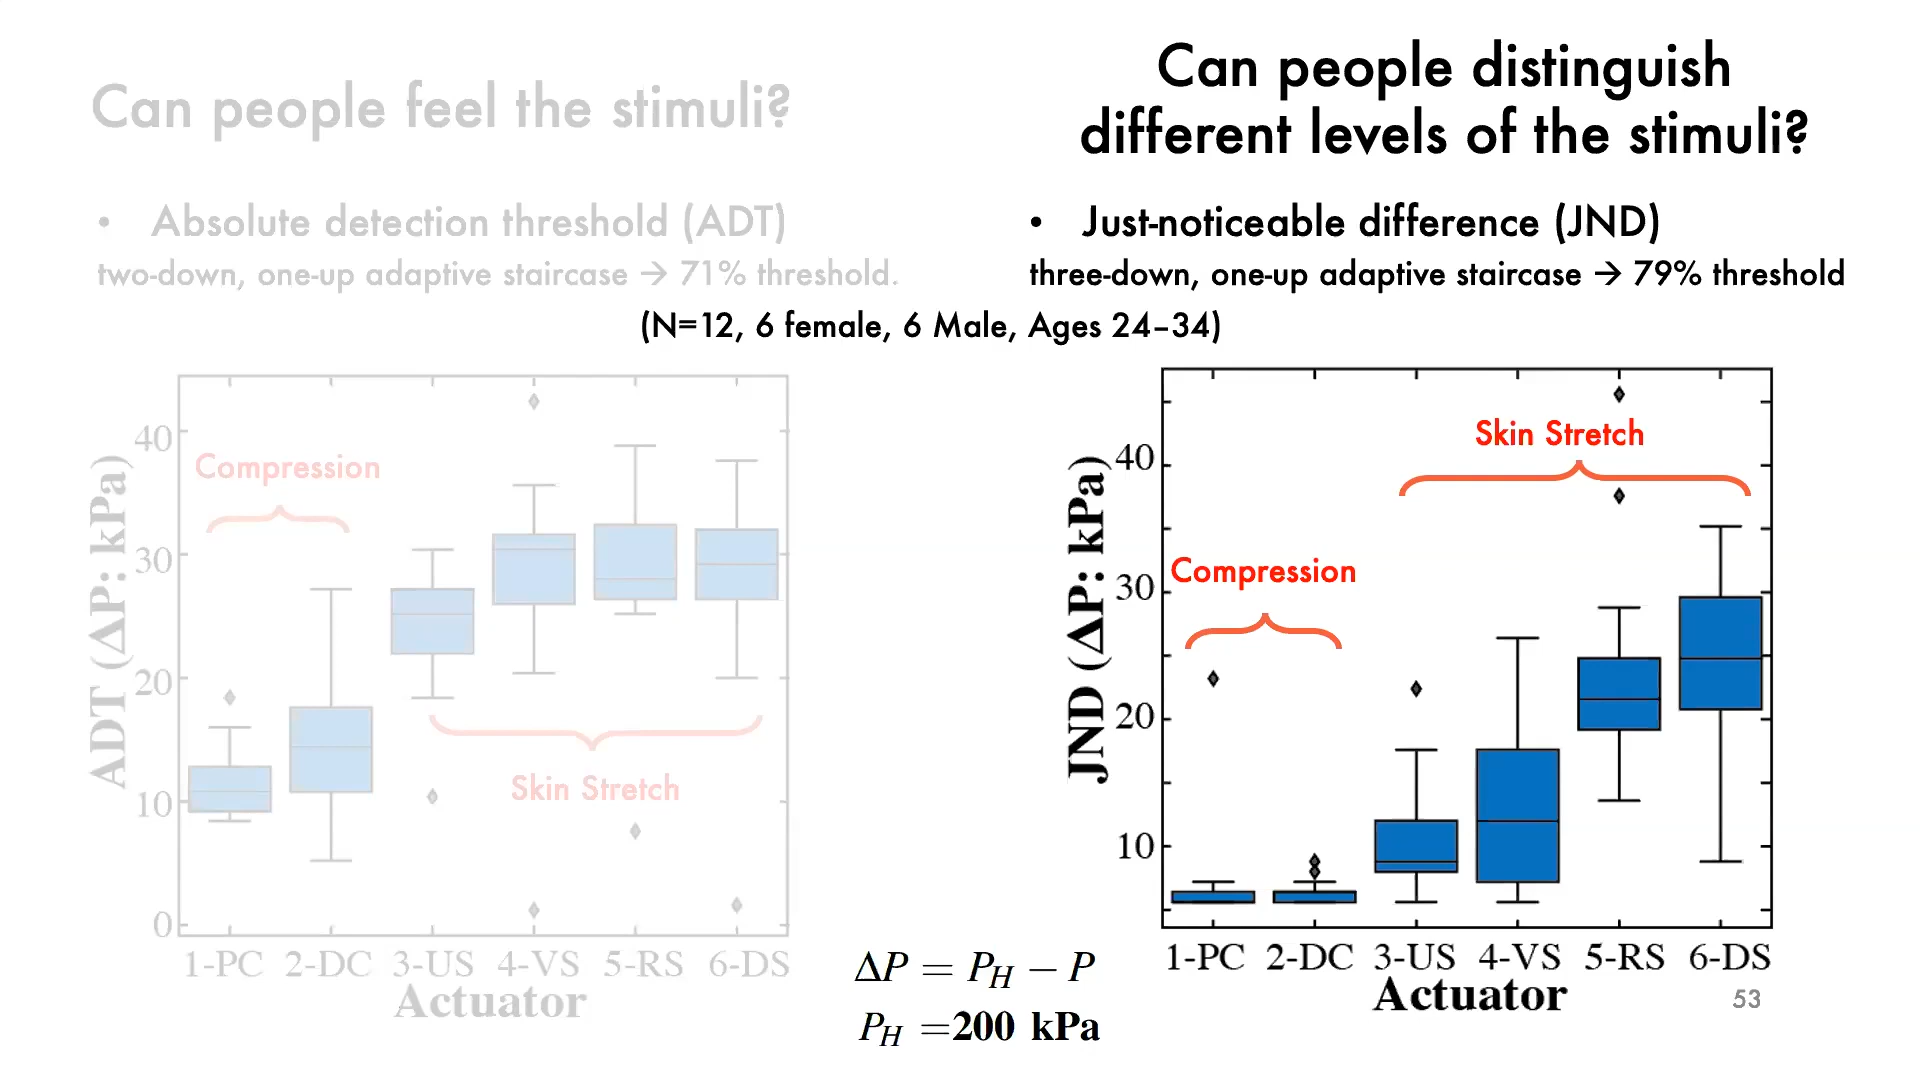 Can people feel the stimuli?
• Absolute detection threshold (ADT)
two-down, one-up adaptive staircase → 71% threshold.
Can people distinguish
different levels of the stimuli?
• Just-noticeable difference (JND)
three-down, one-up adaptive staircase → 79% threshold
(N=12, 6 female, 6 Male, Ages 24–34)
ADT (ΔP: kPa)
40
30
20
10
0
Compression
Skin Stretch
1-PC 2-DC 3-US 4-VS 5-RS 6-DS
Actuator
JND (ΔP: kPa)
40
30
20
10
Skin Stretch
Compression
1-PC 2-DC 3-US 4-VS 5-RS 6-DS
Actuator
ΔP = P_H − P
P_H =200 kPa
53